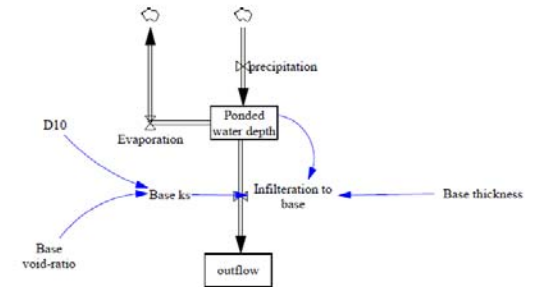 precipitation
Ponded
water depth
D10
Evaporation
Base ks
Infilteration to
base
Base thickness
Base
void-ratio
outflow